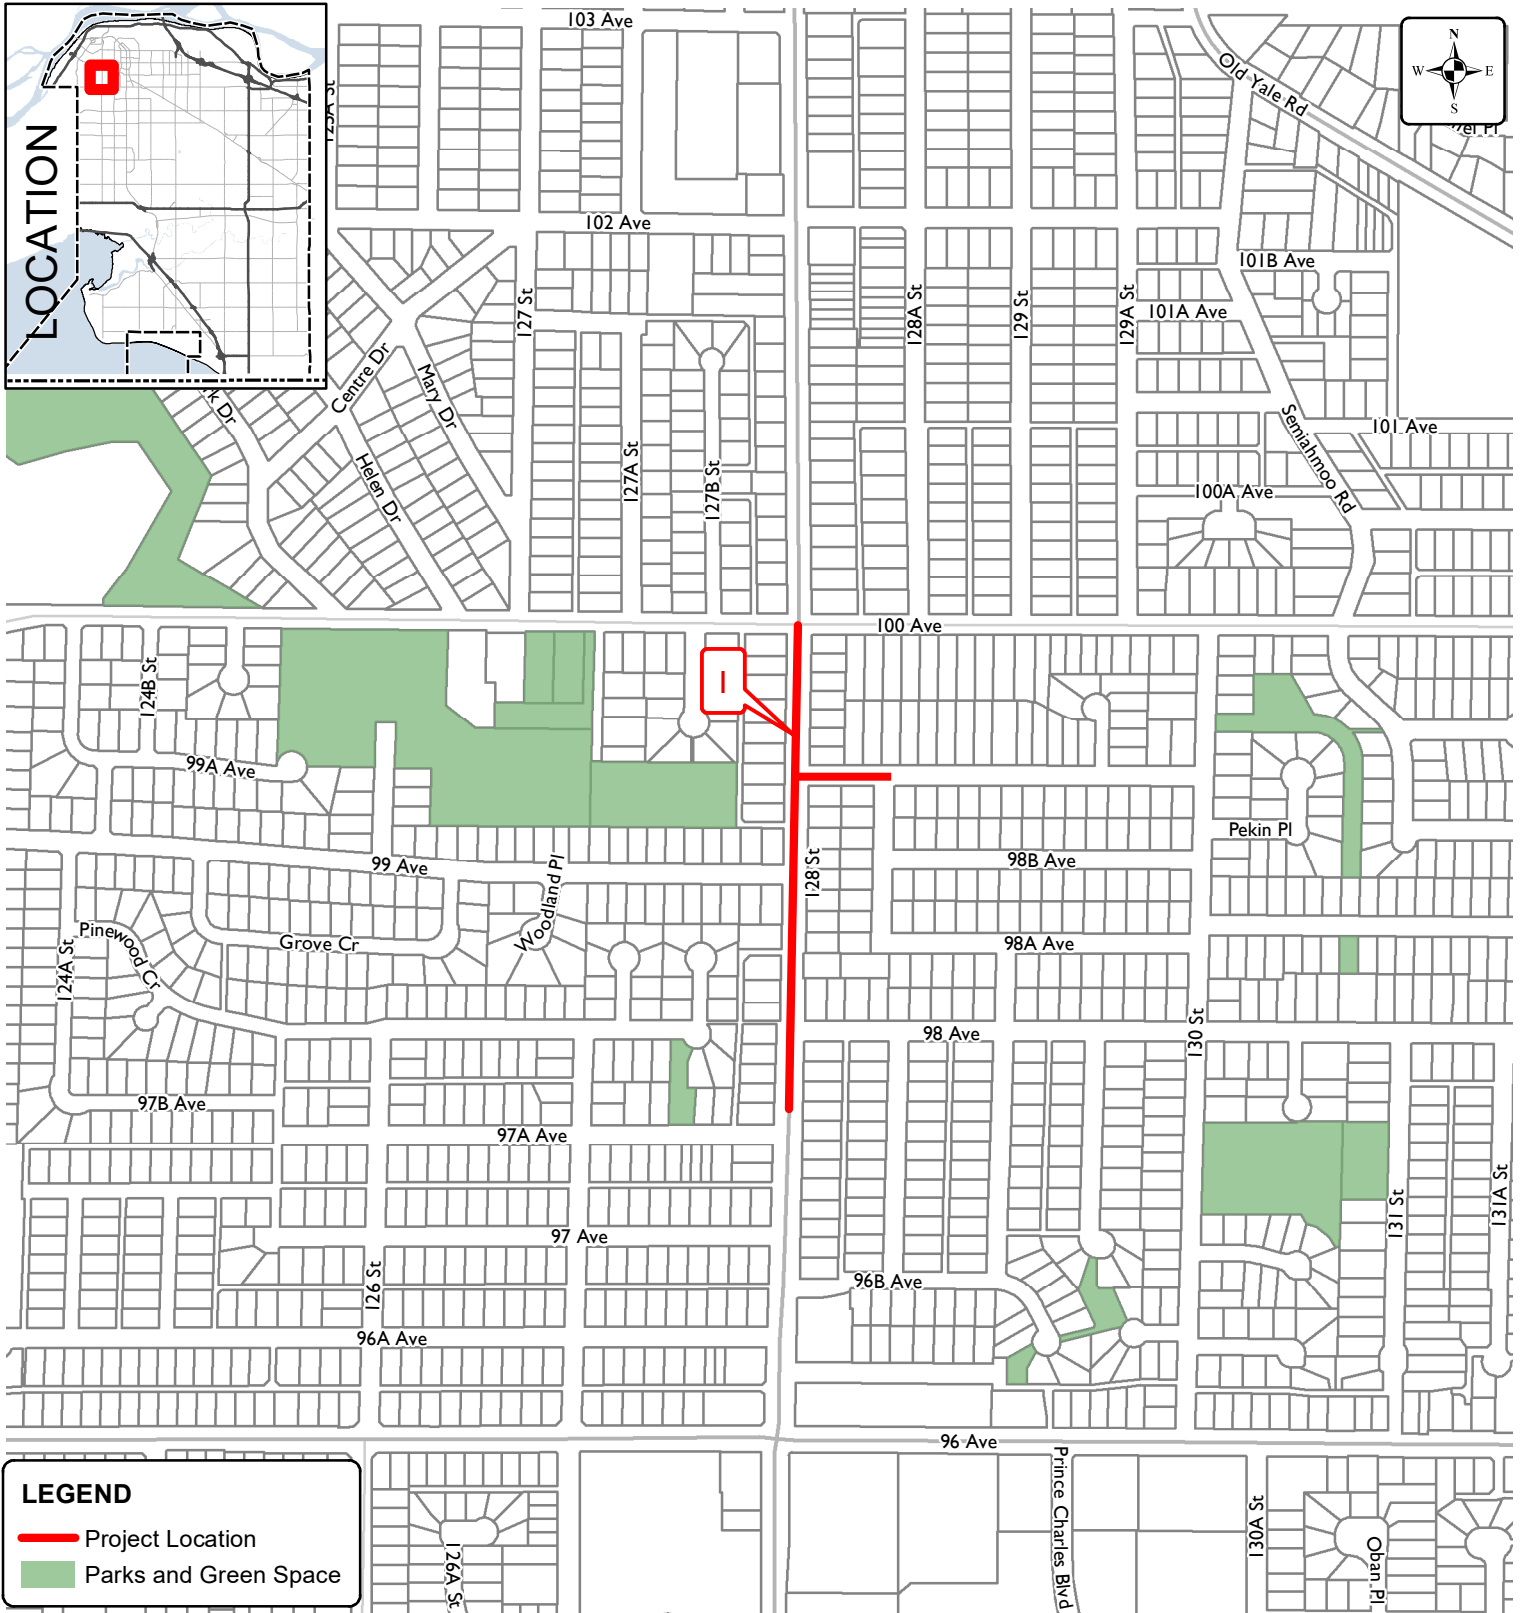 103 Ave
N
W E
S
Old Yale Rd
LOCATION
102 Ave
101B Ave
127 St
128A St
129 St
129A St
101A Ave
Centre Dr
Mary Dr
Semiahmoo Rd
101 Ave
127A St
127B St
Helen Dr
100A Ave
100 Ave
1
124B St
99A Ave
Pekin Pl
128 St
98B Ave
99 Ave
Woodland Pl
Pinewood Cr
Grove Cr
98A Ave
124A St
98 Ave
130 St
97B Ave
97A Ave
131 St
131A St
97 Ave
126 St
96B Ave
96A Ave
96 Ave
Prince Charles Blvd
130A St
Oban Pl
126A St
LEGEND
Project Location
Parks and Green Space